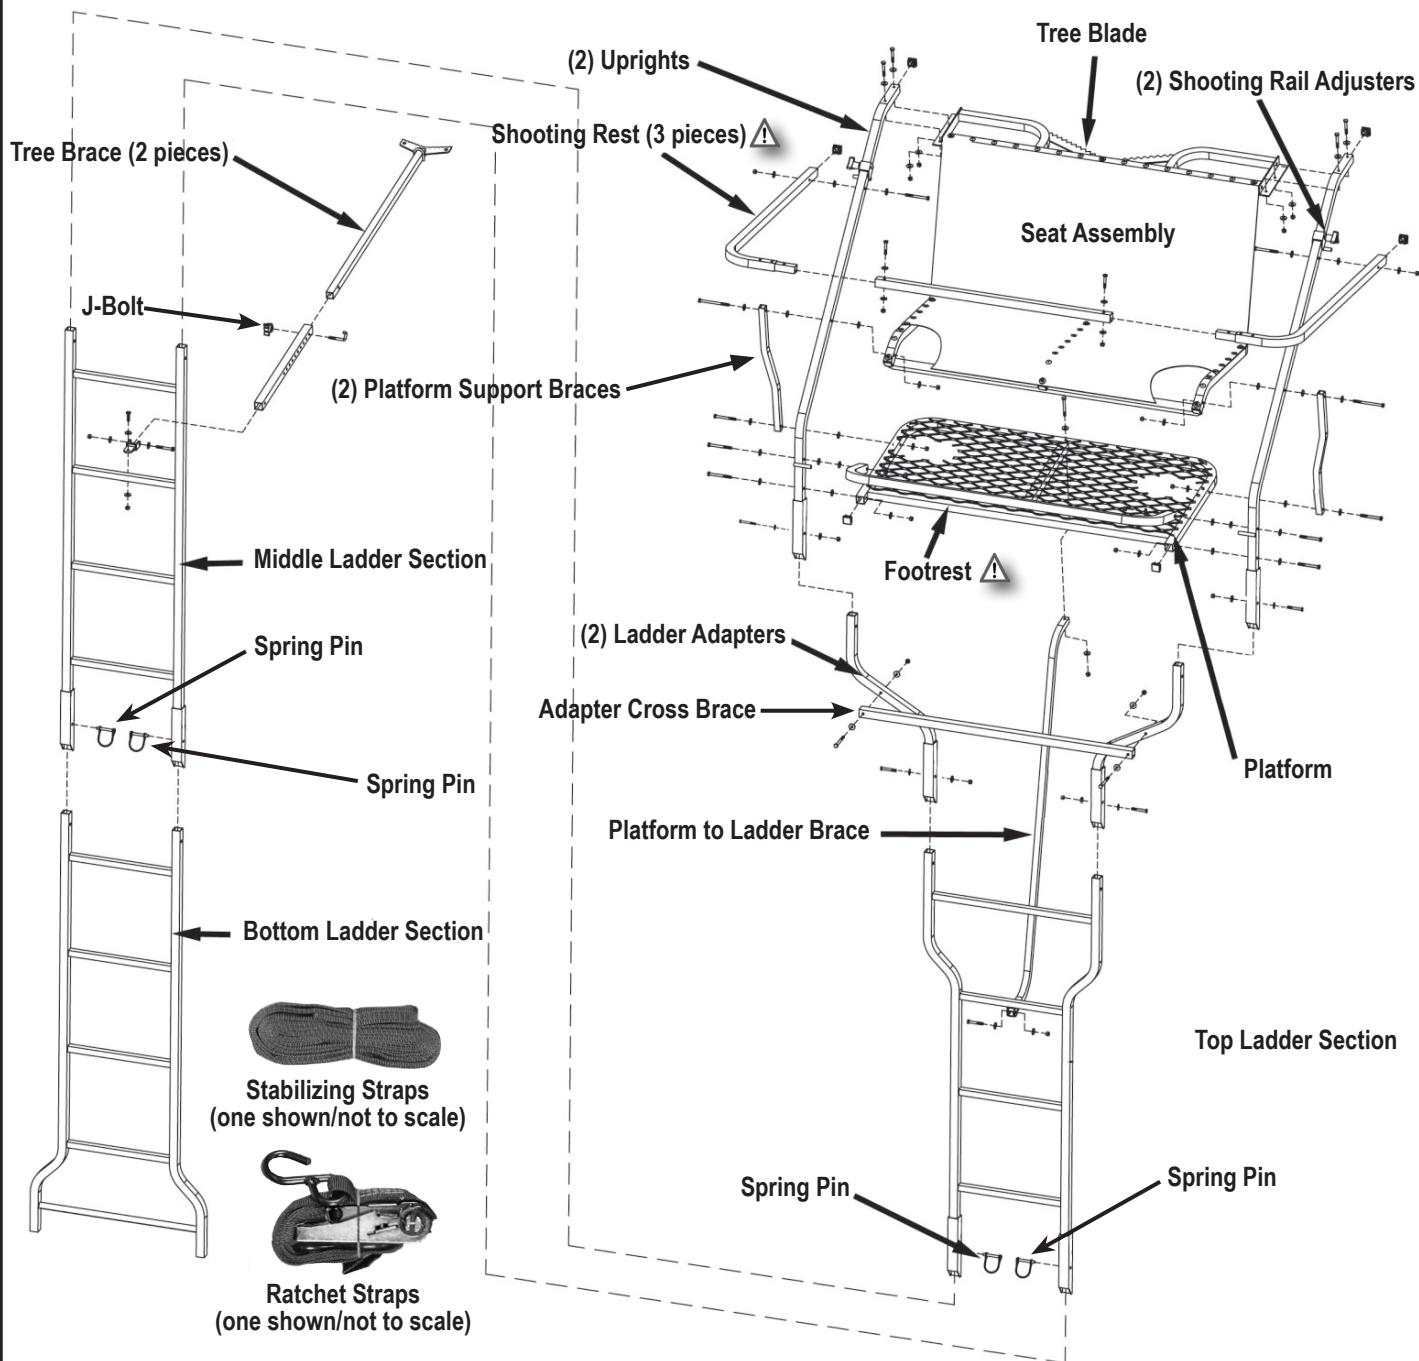 Tree Blade
(2) Uprights
(2) Shooting Rail Adjusters
Shooting Rest (3 pieces)
Tree Brace (2 pieces)
Seat Assembly
J-Bolt
(2) Platform Support Braces
Middle Ladder Section
Footrest
(2) Ladder Adapters
Spring Pin
Adapter Cross Brace
Platform
Spring Pin
Platform to Ladder Brace
Bottom Ladder Section
Top Ladder Section
Stabilizing Straps
(one shown/not to scale)
Spring Pin
Spring Pin
Ratchet Straps
(one shown/not to scale)